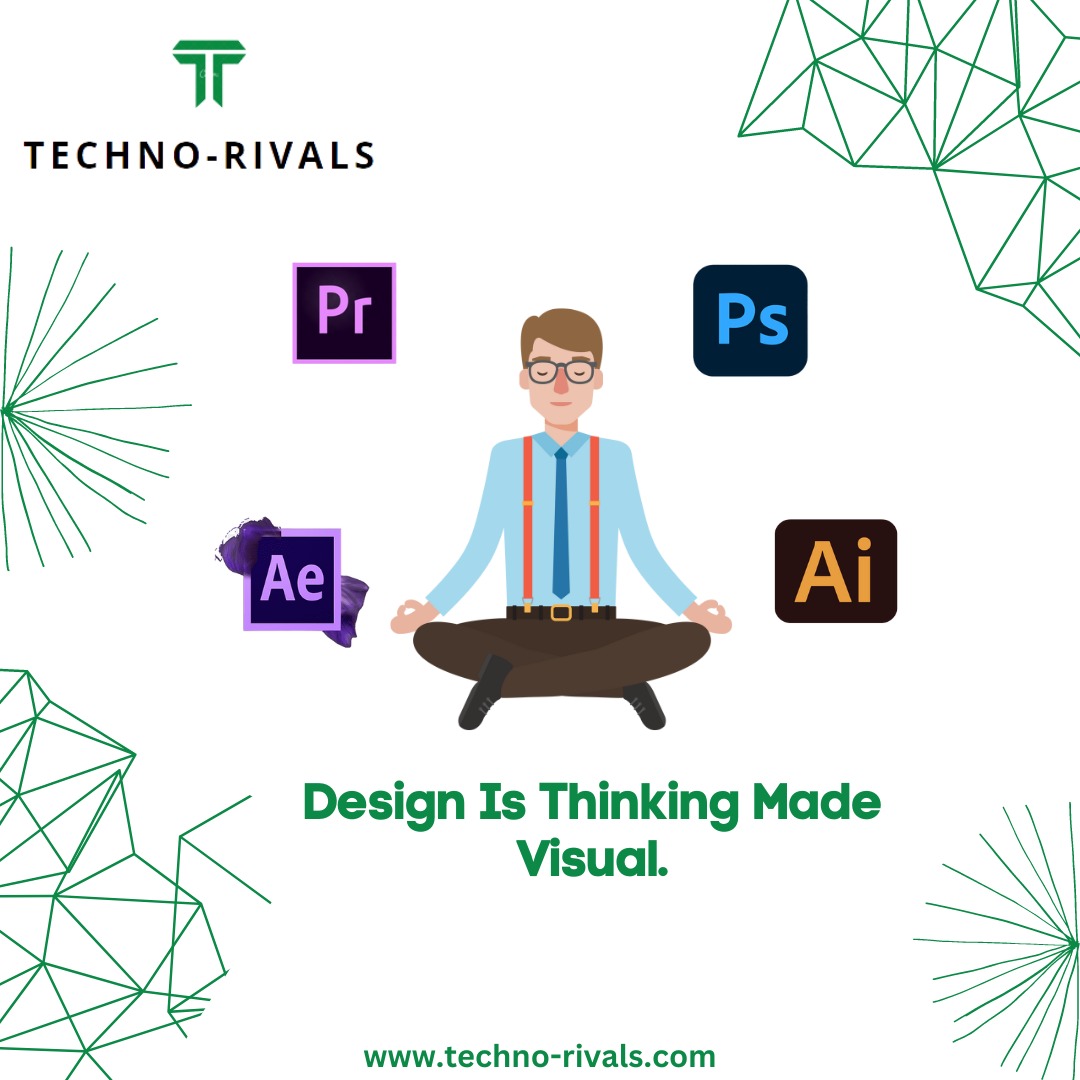 TECHNO-RIVALS
Pr
Ps
Ae
Ai
Design Is Thinking Made
Visual.
www.techno-rivals.com